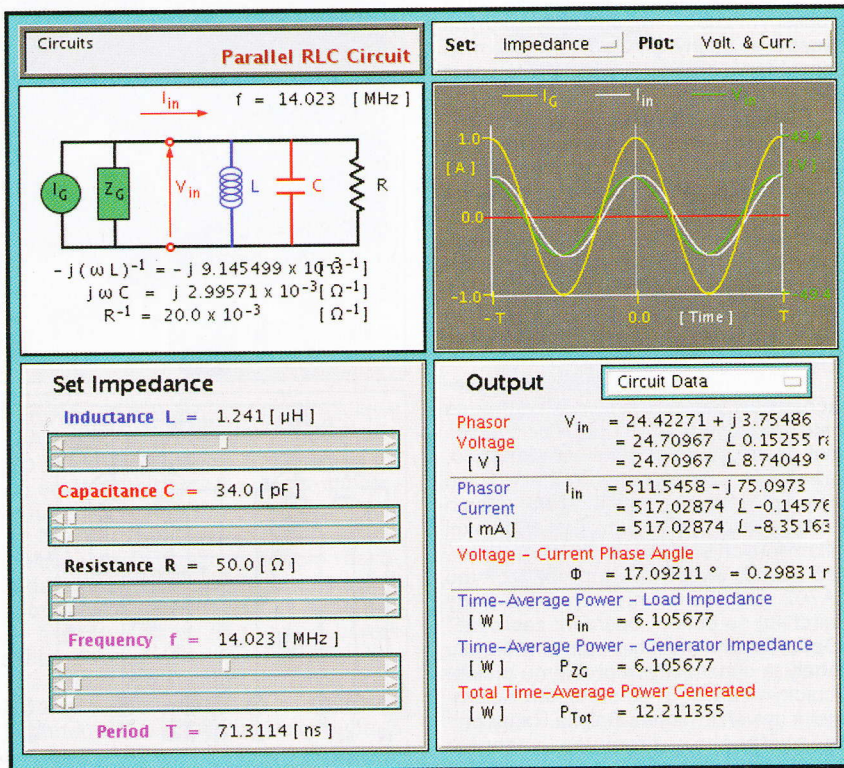 Circuits
Parallel RLC Circuit
Set: Impedance Plot: Volt. & Curr.
I_in f = 14.023 [ MHz ]
I_G Z_G V_in L C R
- j ( ω L )⁻¹ = - j 9.145499 x 10⁻³ [ Ω⁻¹ ]
j ω C = j 2.99571 x 10⁻³ [ Ω⁻¹ ]
R⁻¹ = 20.0 x 10⁻³ [ Ω⁻¹ ]
I_G I_in V_in
1.0
[ A ]
0.0
-1.0
- T 0.0 [ Time ] T
Set Impedance
Inductance L = 1.241 [ μH ]
Capacitance C = 34.0 [ pF ]
Resistance R = 50.0 [ Ω ]
Frequency f = 14.023 [ MHz ]
Period T = 71.3114 [ ns ]
Output Circuit Data
Phasor V_in = 24.42271 + j 3.75486
Voltage = 24.70967 ∠ 0.15255 ra
[ V ] = 24.70967 ∠ 8.74049 °
Phasor I_in = 511.5458 - j 75.0973
Current = 517.02874 ∠ -0.14576
[ mA ] = 517.02874 ∠ -8.35163
Voltage - Current Phase Angle
Φ = 17.09211 ° = 0.29831 r
Time-Average Power - Load Impedance
[ W ] P_in = 6.105677
Time-Average Power - Generator Impedance
[ W ] P_ZG = 6.105677
Total Time-Average Power Generated
[ W ] P_Tot = 12.211355